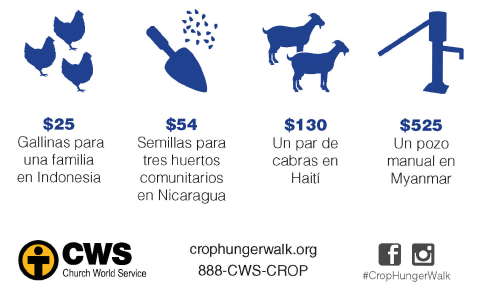 $25
Gallinas para
una familia
en Indonesia
$54
Semillas para
tres huertos
comunitarios
en Nicaragua
$130
Un par de
cabras en
Haití
$525
Un pozo
manual en
Myanmar
CWS
Church World Service
crophungerwalk.org
888-CWS-CROP
#CropHungerWalk